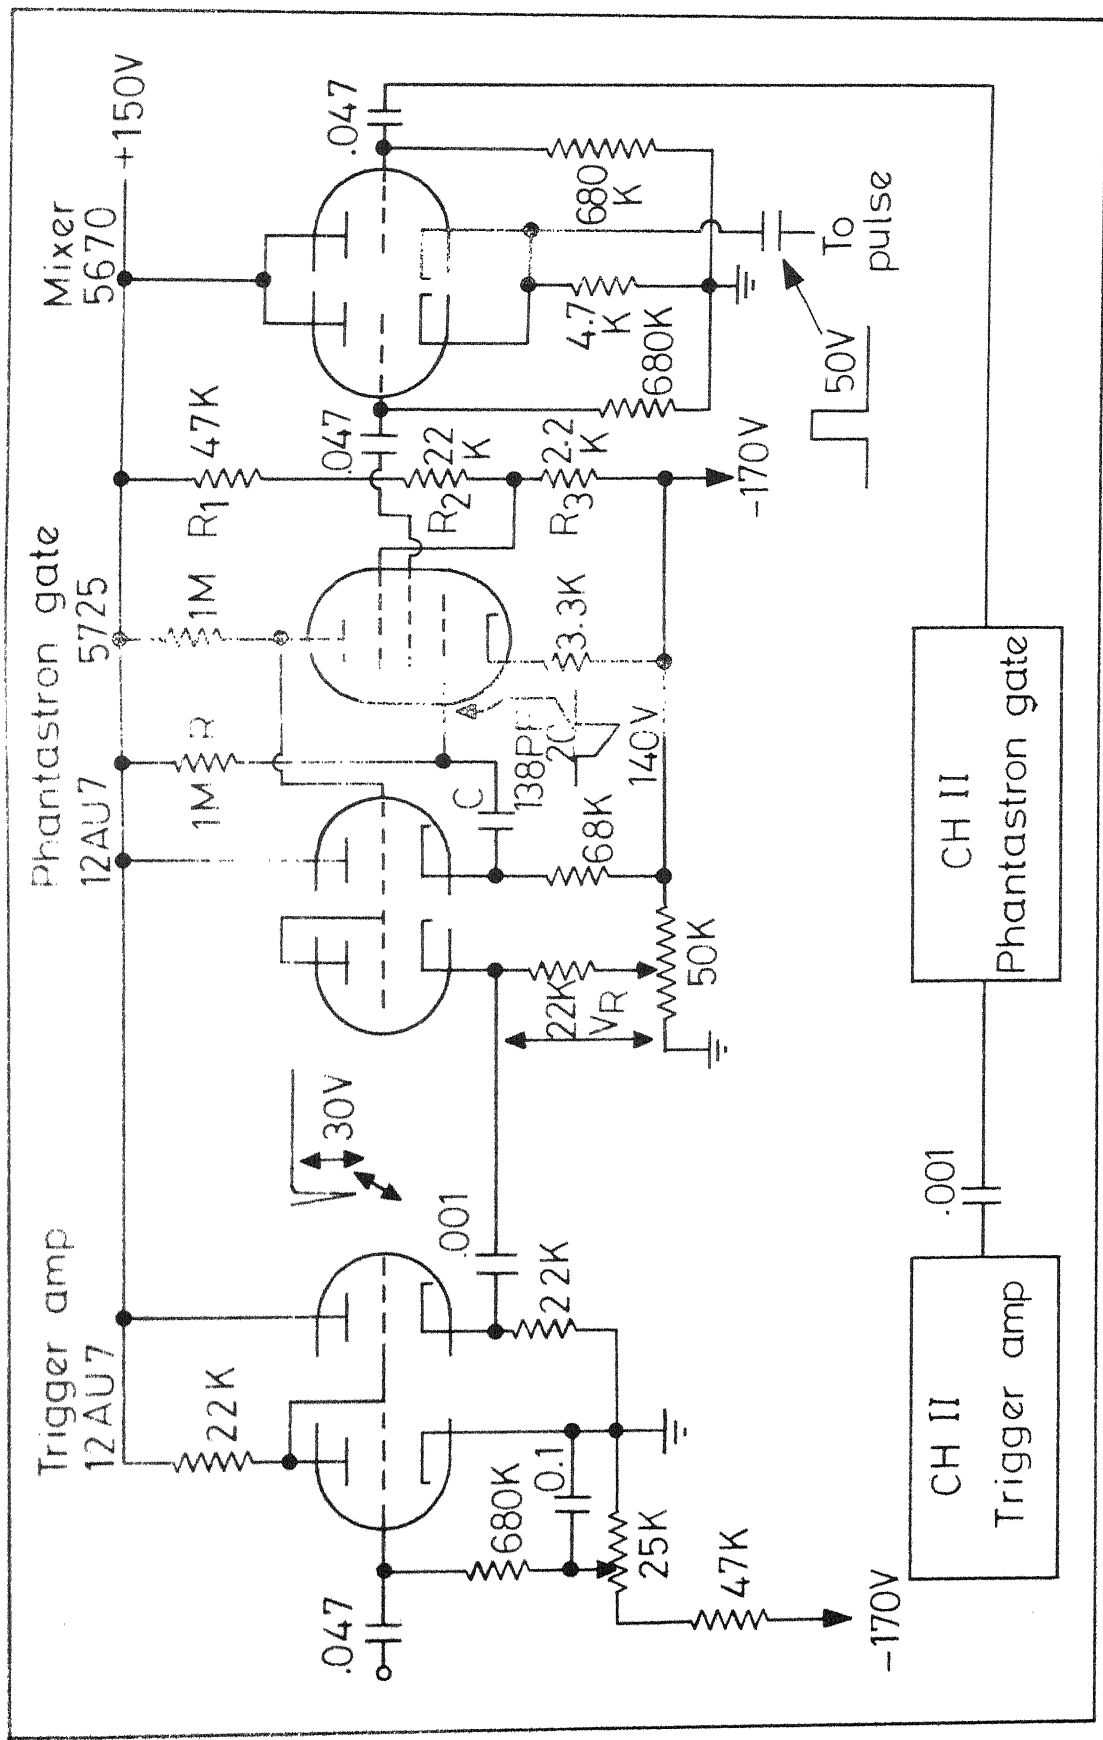 Trigger amp
12AU7
Phantastron gate
12AU7
5725
Mixer
5670
+150V
22K
.047
680K
0.1
25K
47K
-170V
22K
.001
30V
22K
VR
50K
68K
140V
1M
R
C
138PF
1M
3.3K
R1
47K
R2
22
K
R3
2.2
K
-170V
.047
680K
4.7
K
680
K
.047
50V
To
pulse
CH II
Trigger amp
.001
CH II
Phantastron gate